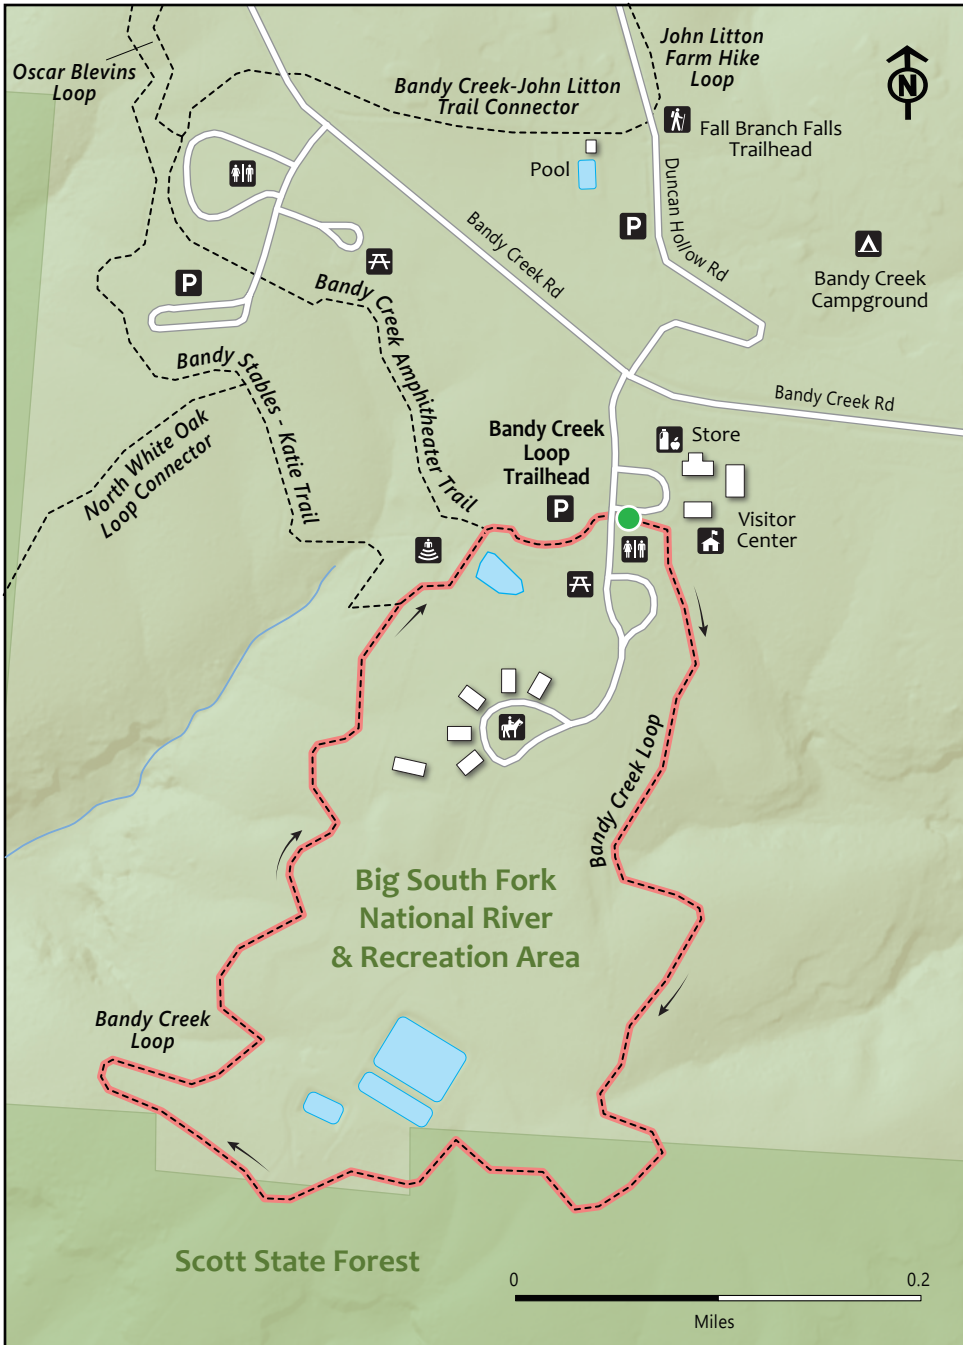 Oscar Blevins
Loop
Bandy Creek-John Litton
Trail Connector
John Litton
Farm Hike
Loop
N
Fall Branch Falls
Trailhead
Pool
Duncan Hollow Rd
P
Bandy Creek Rd
Bandy Creek
Campground
P
Bandy Creek Amphitheater Trail
Bandy Stables - Katie Trail
North White Oak
Loop Connector
Bandy Creek Rd
Bandy Creek
Loop
Trailhead
P
Store
Visitor
Center
Bandy Creek Loop
Big South Fork
National River
& Recreation Area
Bandy Creek
Loop
Scott State Forest
0
0.2
Miles